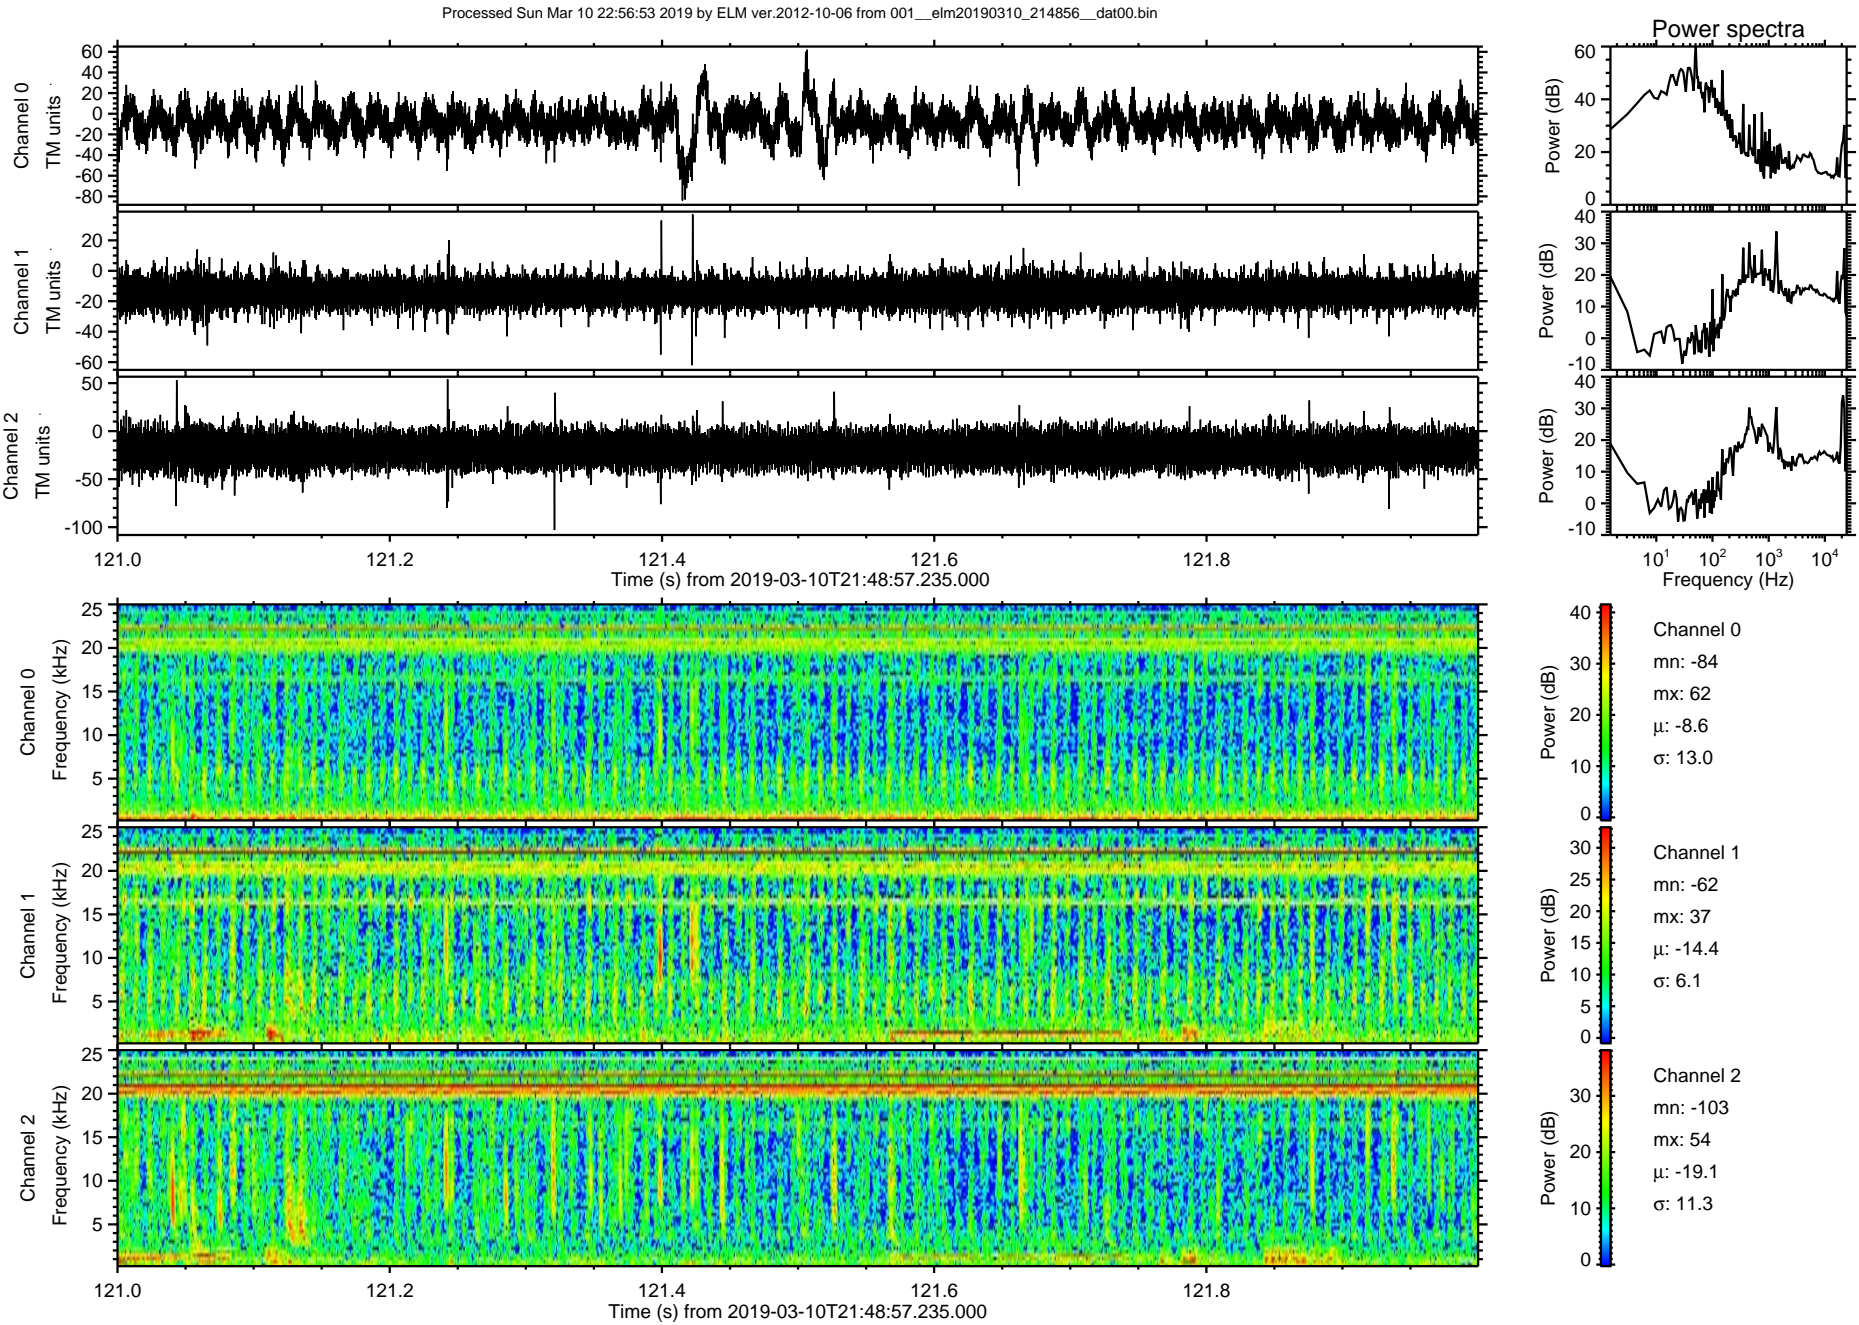 Processed Sun Mar 10 22:56:53 2019 by ELM ver.2012-10-06 from 001__elm20190310_214856__dat00.bin
Power spectra
Channel 0
TM units
60
40
20
0
-20
-40
-60
-80
Power (dB)
60
40
20
0
Channel 1
TM units
20
0
-20
-40
-60
Power (dB)
40
30
20
10
0
-10
Channel 2
TM units
50
0
-50
-100
Power (dB)
40
30
20
10
0
-10
121.0 121.2 121.4 121.6 121.8
Time (s) from 2019-03-10T21:48:57.235.000
10^1 10^2 10^3 10^4
Frequency (Hz)
Channel 0
Frequency (kHz)
25
20
15
10
5
Power (dB)
40
30
20
10
0
Channel 0
mn: -84
mx: 62
μ: -8.6
σ: 13.0
Channel 1
Frequency (kHz)
25
20
15
10
5
Power (dB)
30
25
20
15
10
5
0
Channel 1
mn: -62
mx: 37
μ: -14.4
σ: 6.1
Channel 2
Frequency (kHz)
25
20
15
10
5
Power (dB)
30
20
10
0
Channel 2
mn: -103
mx: 54
μ: -19.1
σ: 11.3
121.0 121.2 121.4 121.6 121.8
Time (s) from 2019-03-10T21:48:57.235.000